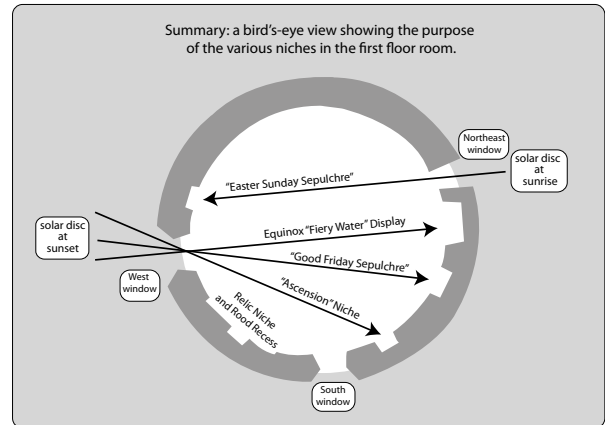 Summary: a bird's-eye view showing the purpose
of the various niches in the first floor room.
Northeast
window
solar disc
at
sunrise
"Easter Sunday Sepulchre"
solar disc
at
sunset
Equinox "Fiery Water" Display
"Good Friday Sepulchre"
"Ascension" Niche
West
window
Relic Niche
and Rood Recess
South
window